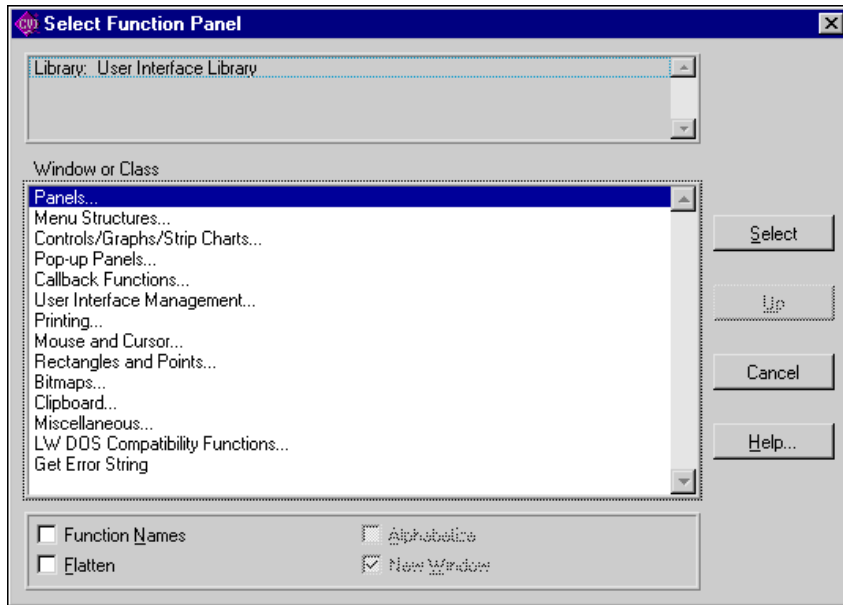 CVI Select Function Panel
Library: User Interface Library
Window or Class
Panels...
Menu Structures...
Controls/Graphs/Strip Charts...
Pop-up Panels...
Callback Functions...
User Interface Management...
Printing...
Mouse and Cursor...
Rectangles and Points...
Bitmaps...
Clipboard...
Miscellaneous...
LW DOS Compatibility Functions...
Get Error String
Select
Up
Cancel
Help...
Function Names
Alphabetize
Flatten
New Window